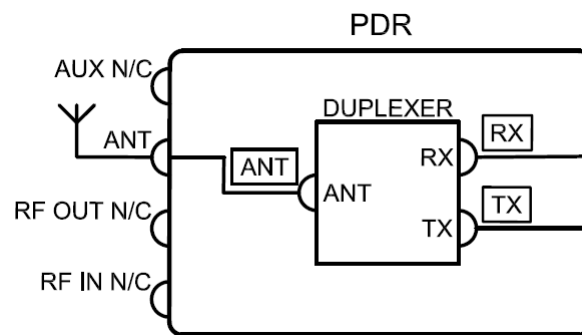 PDR
AUX N/C
DUPLEXER
ANT
RX
RX
ANT
ANT
RF OUT N/C
TX
TX
RF IN N/C